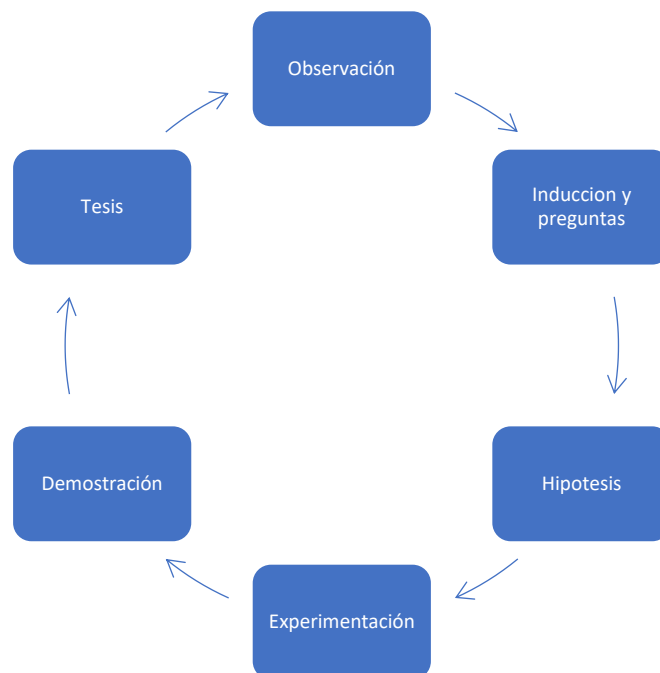 Observación
Induccion y
preguntas
Hipotesis
Experimentación
Demostración
Tesis